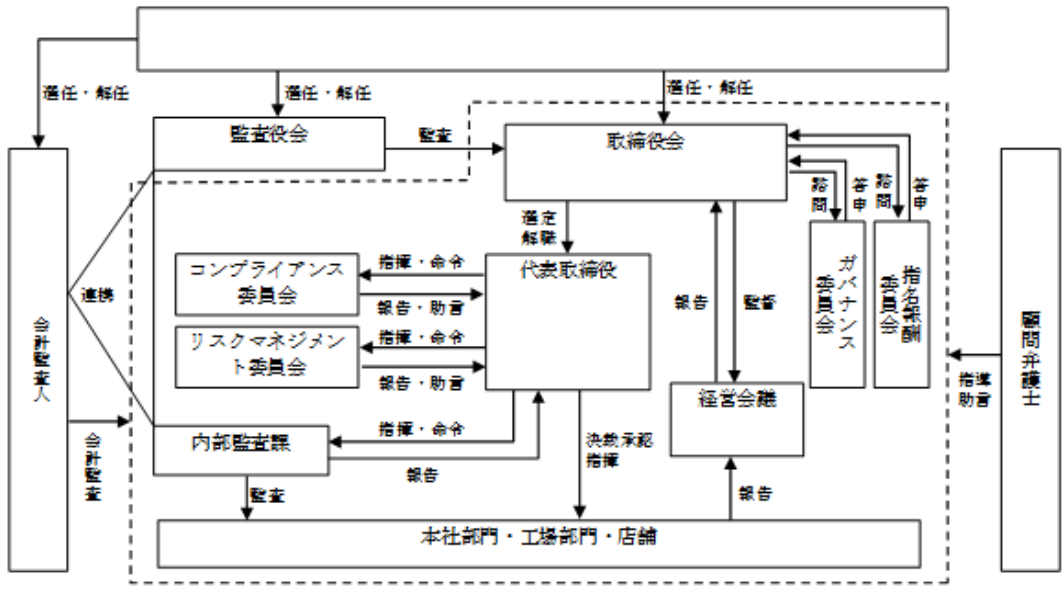 選任・解任
選任・解任
選任・解任
監査役会
監査
取締役会
諮問
答申
諮問
答申
選定
解職
コンプライアンス
委員会
指揮・命令
報告・助言
代表取締役
ガバナンス
委員会
指名報酬
委員会
連携
報告
監督
リスクマネジメン
ト委員会
指揮・命令
報告・助言
会計監査人
顧問弁護士
指導
助言
経営会議
会計監査
内部監査課
指揮・命令
報告
決裁承認
指揮
監査
報告
本社部門・工場部門・店舗